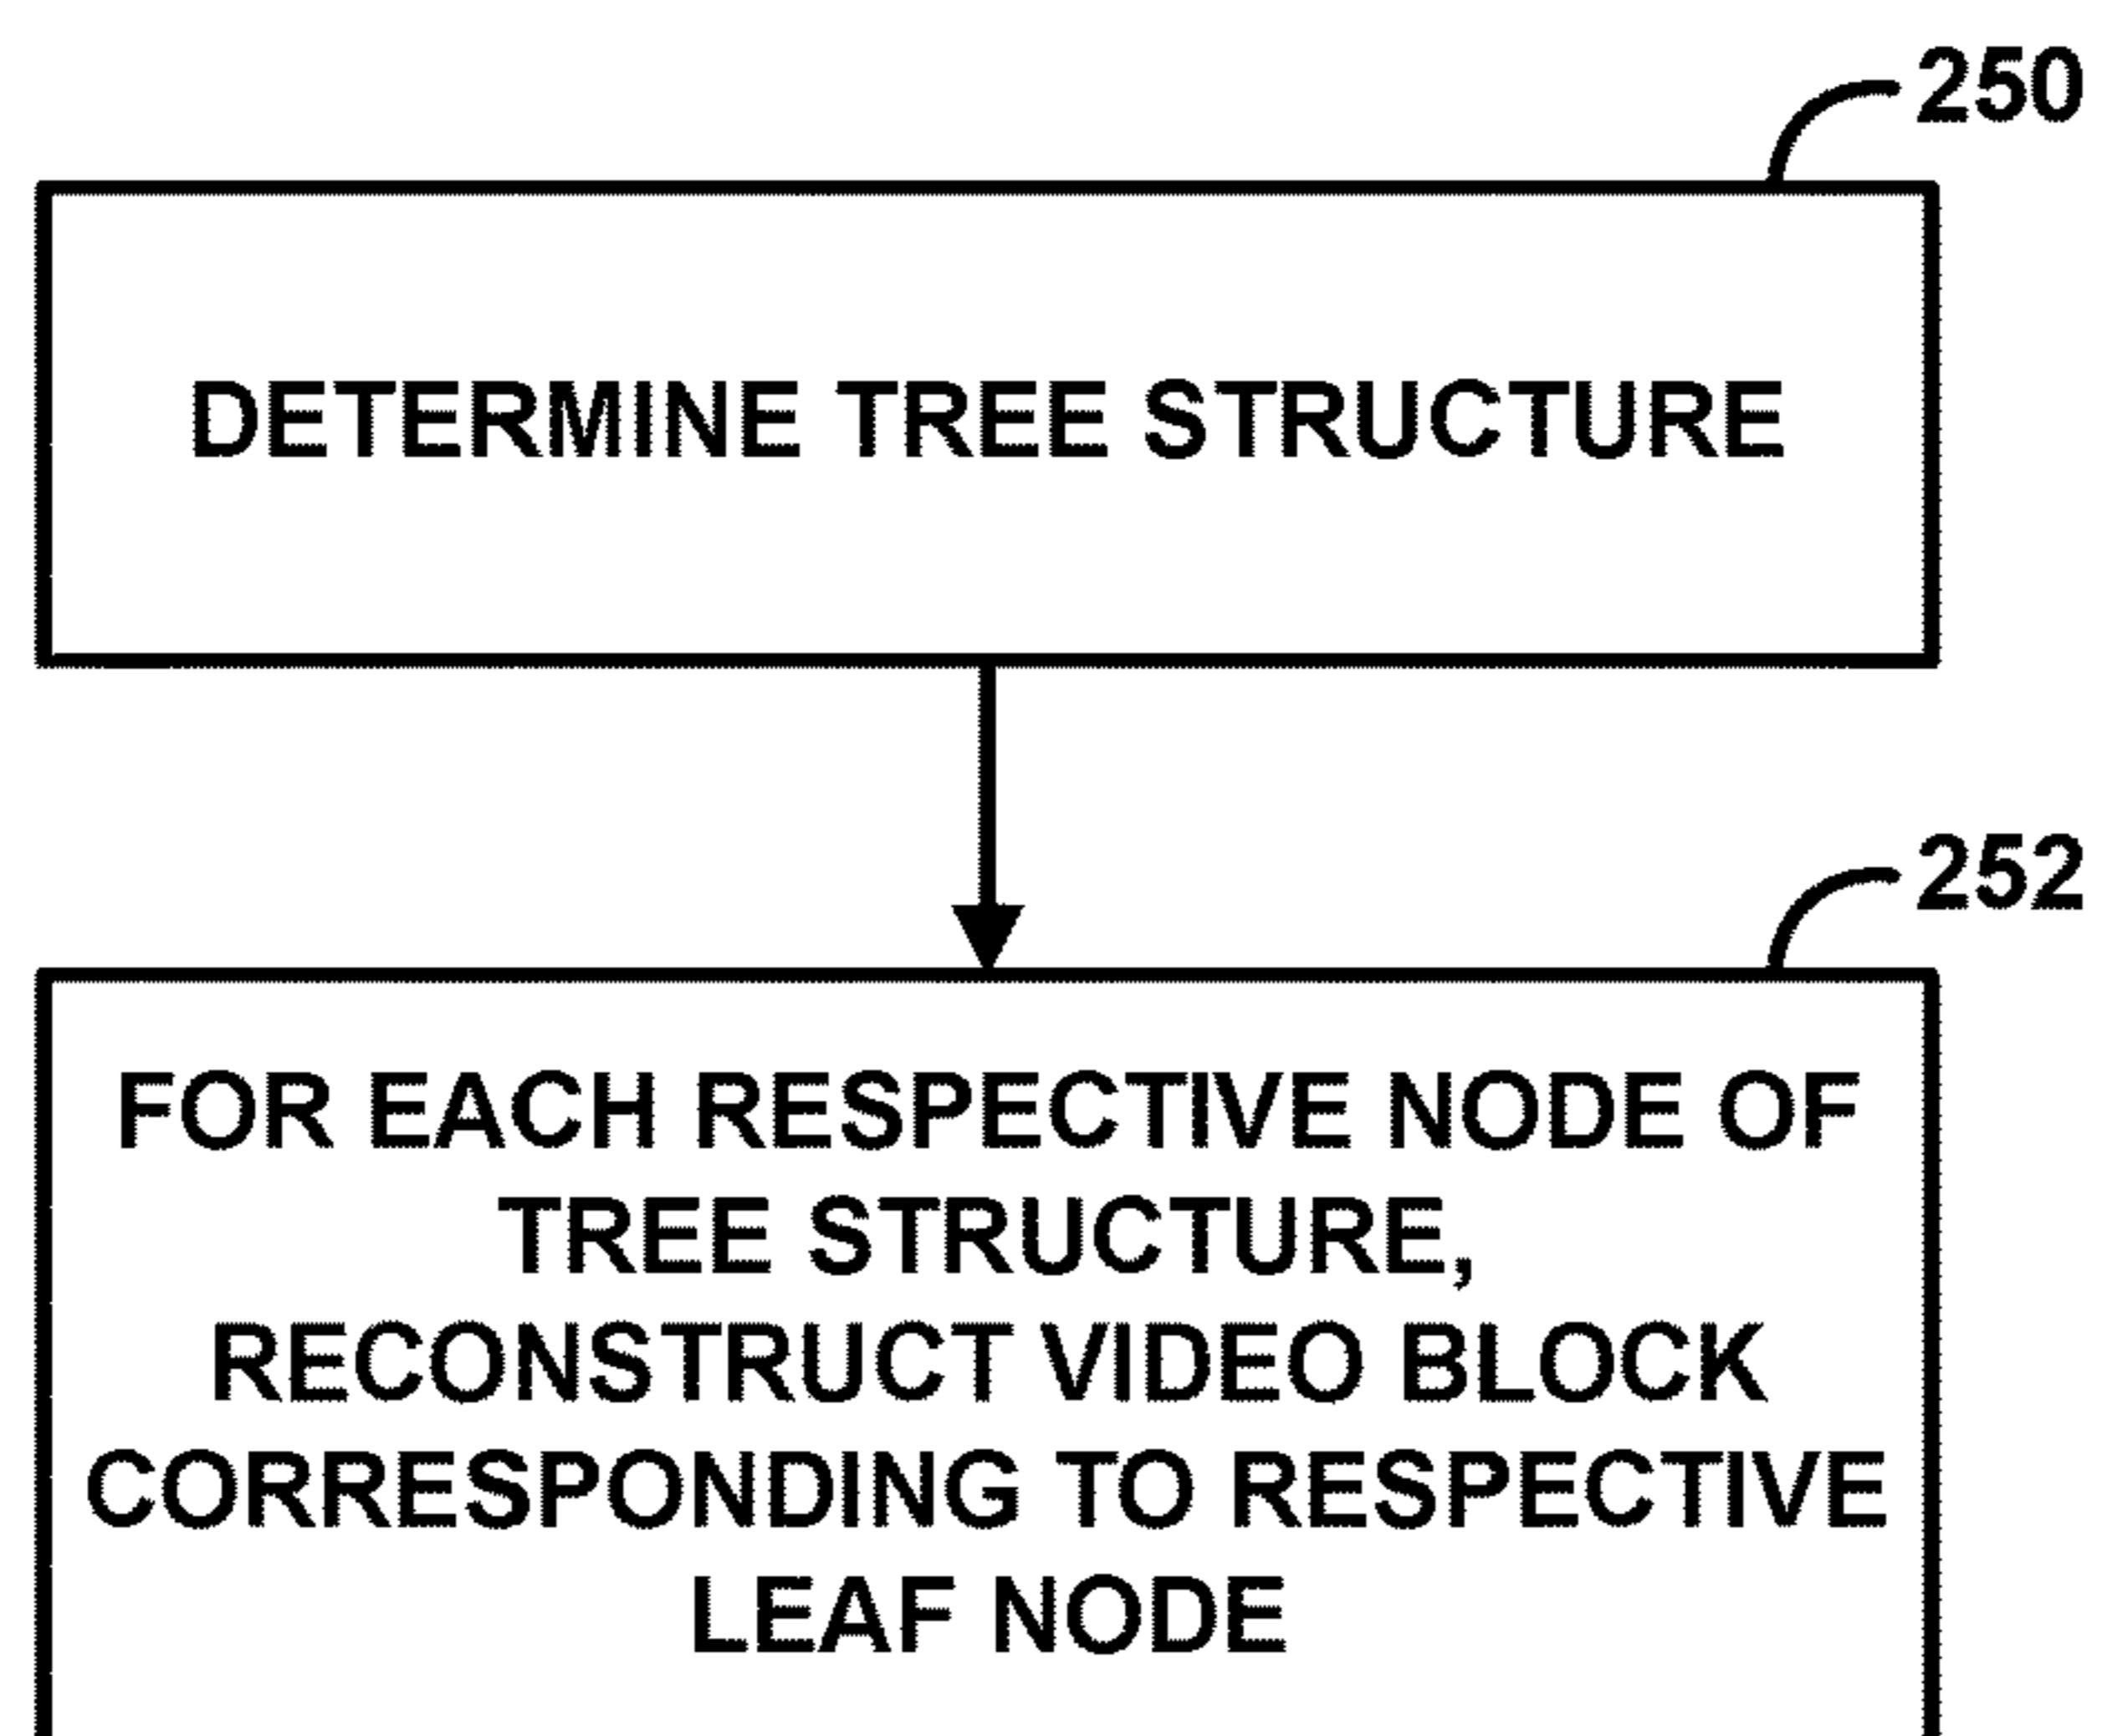 250
DETERMINE TREE STRUCTURE
252
FOR EACH RESPECTIVE NODE OF
TREE STRUCTURE,
RECONSTRUCT VIDEO BLOCK
CORRESPONDING TO RESPECTIVE
LEAF NODE